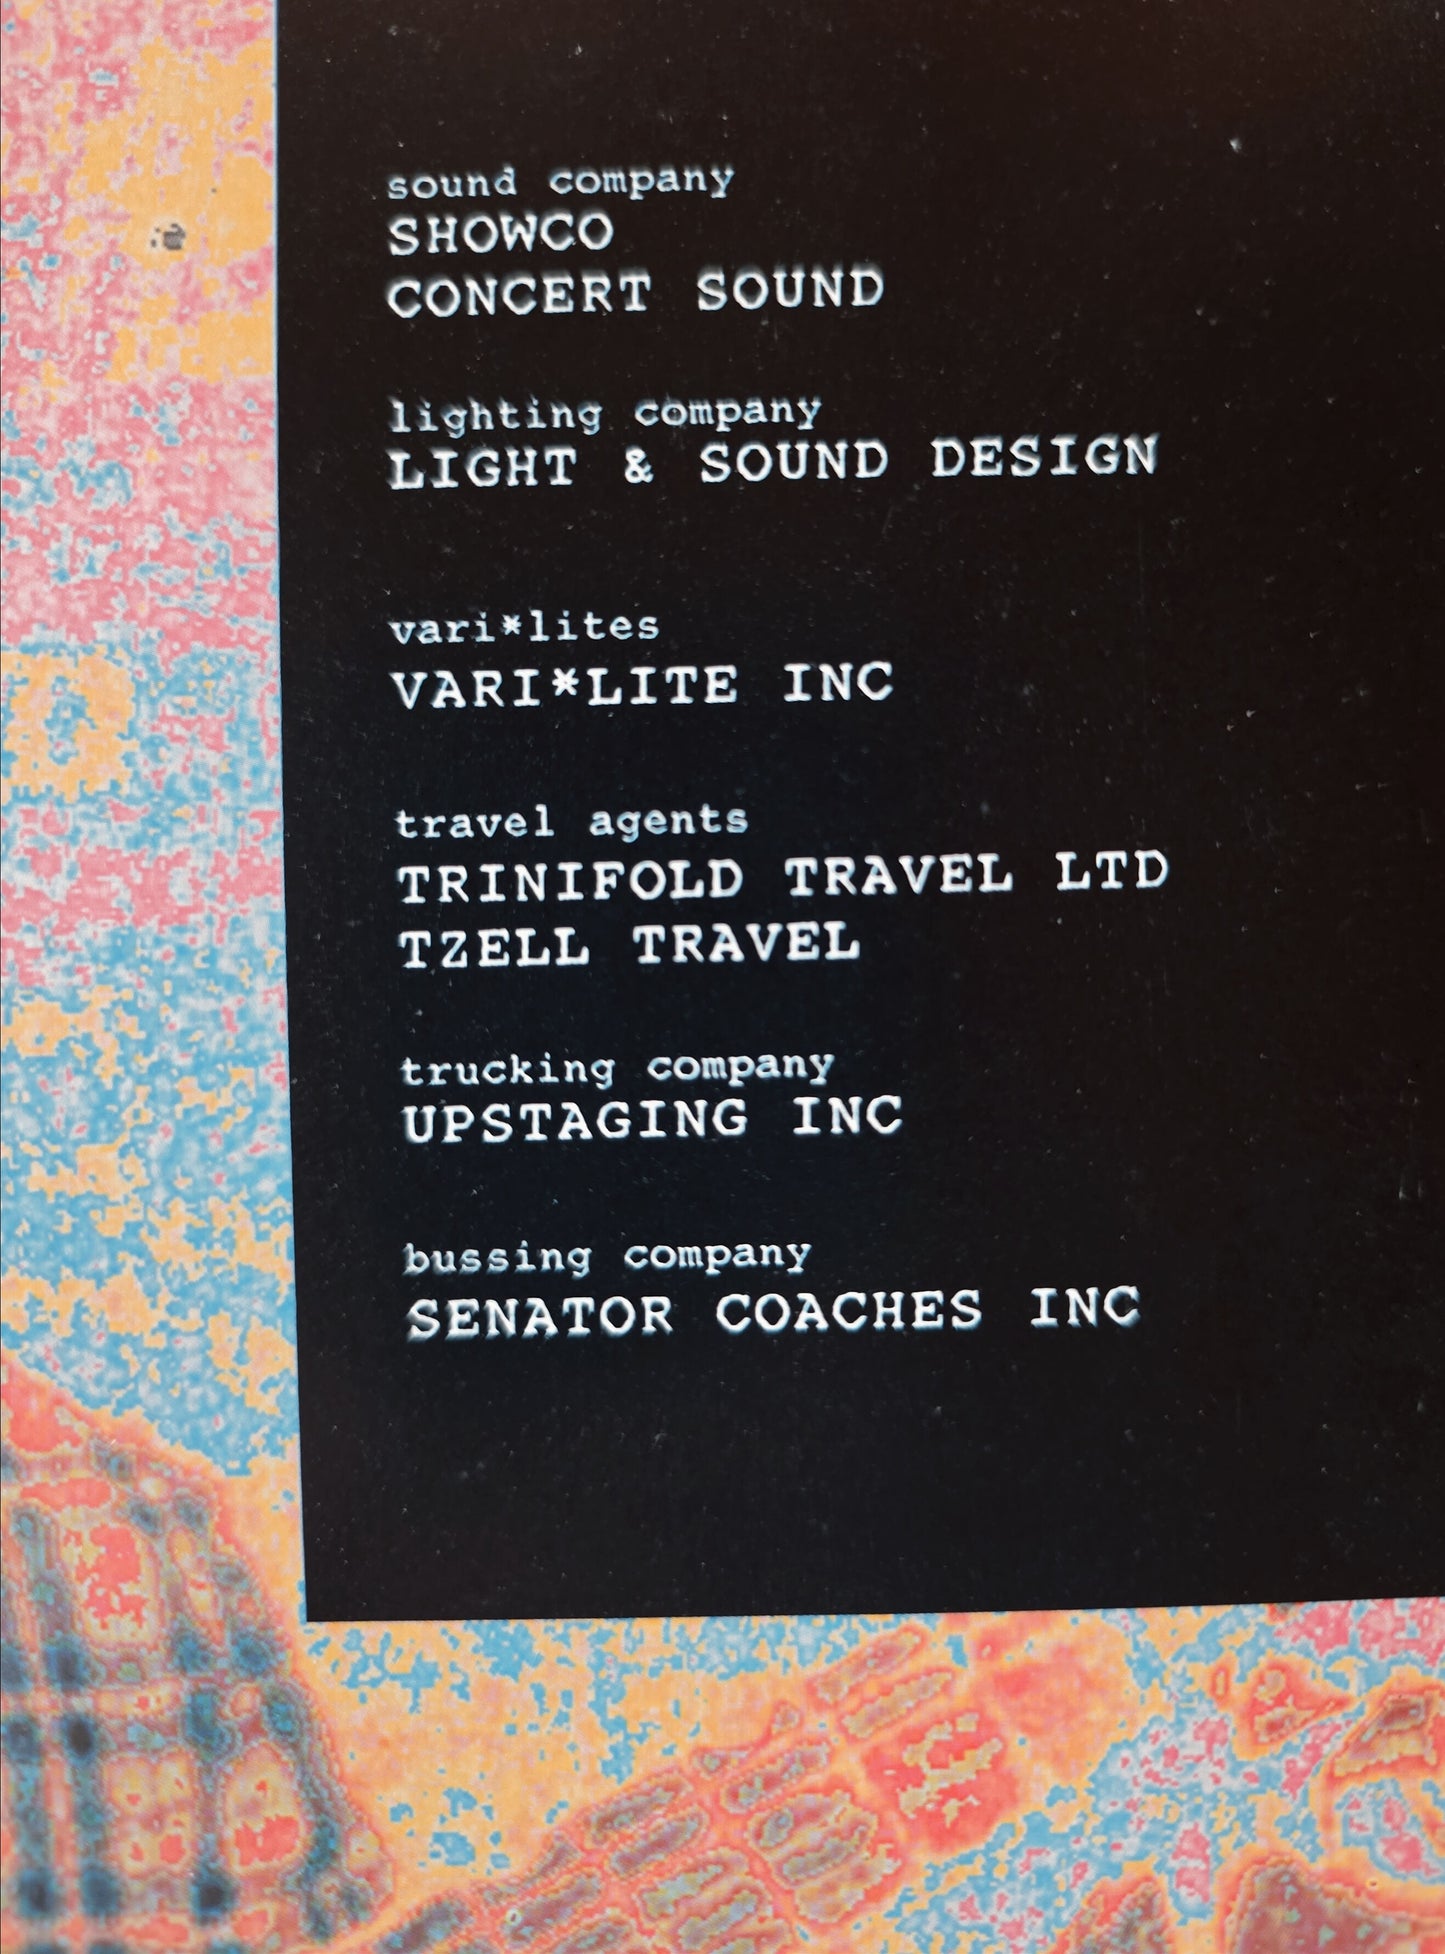 sound company
SHOWCO
CONCERT SOUND
lighting company
LIGHT & SOUND DESIGN
vari*lites
VARI*LITE INC
travel agents
TRINIFOLD TRAVEL LTD
TZELL TRAVEL
trucking company
UPSTAGING INC
bussing company
SENATOR COACHES INC